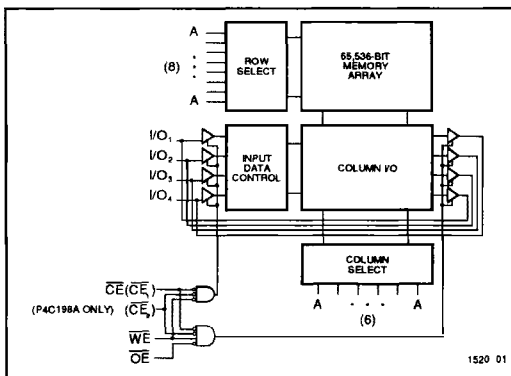 A
(8)
A
ROW
SELECT
65,536-BIT
MEMORY
ARRAY
I/O1
I/O2
I/O3
I/O4
INPUT
DATA
CONTROL
COLUMN I/O
COLUMN
SELECT
A . . . A
(6)
CE(CE1)
(P4C198A ONLY) (CE2)
WE
OE
1520 01